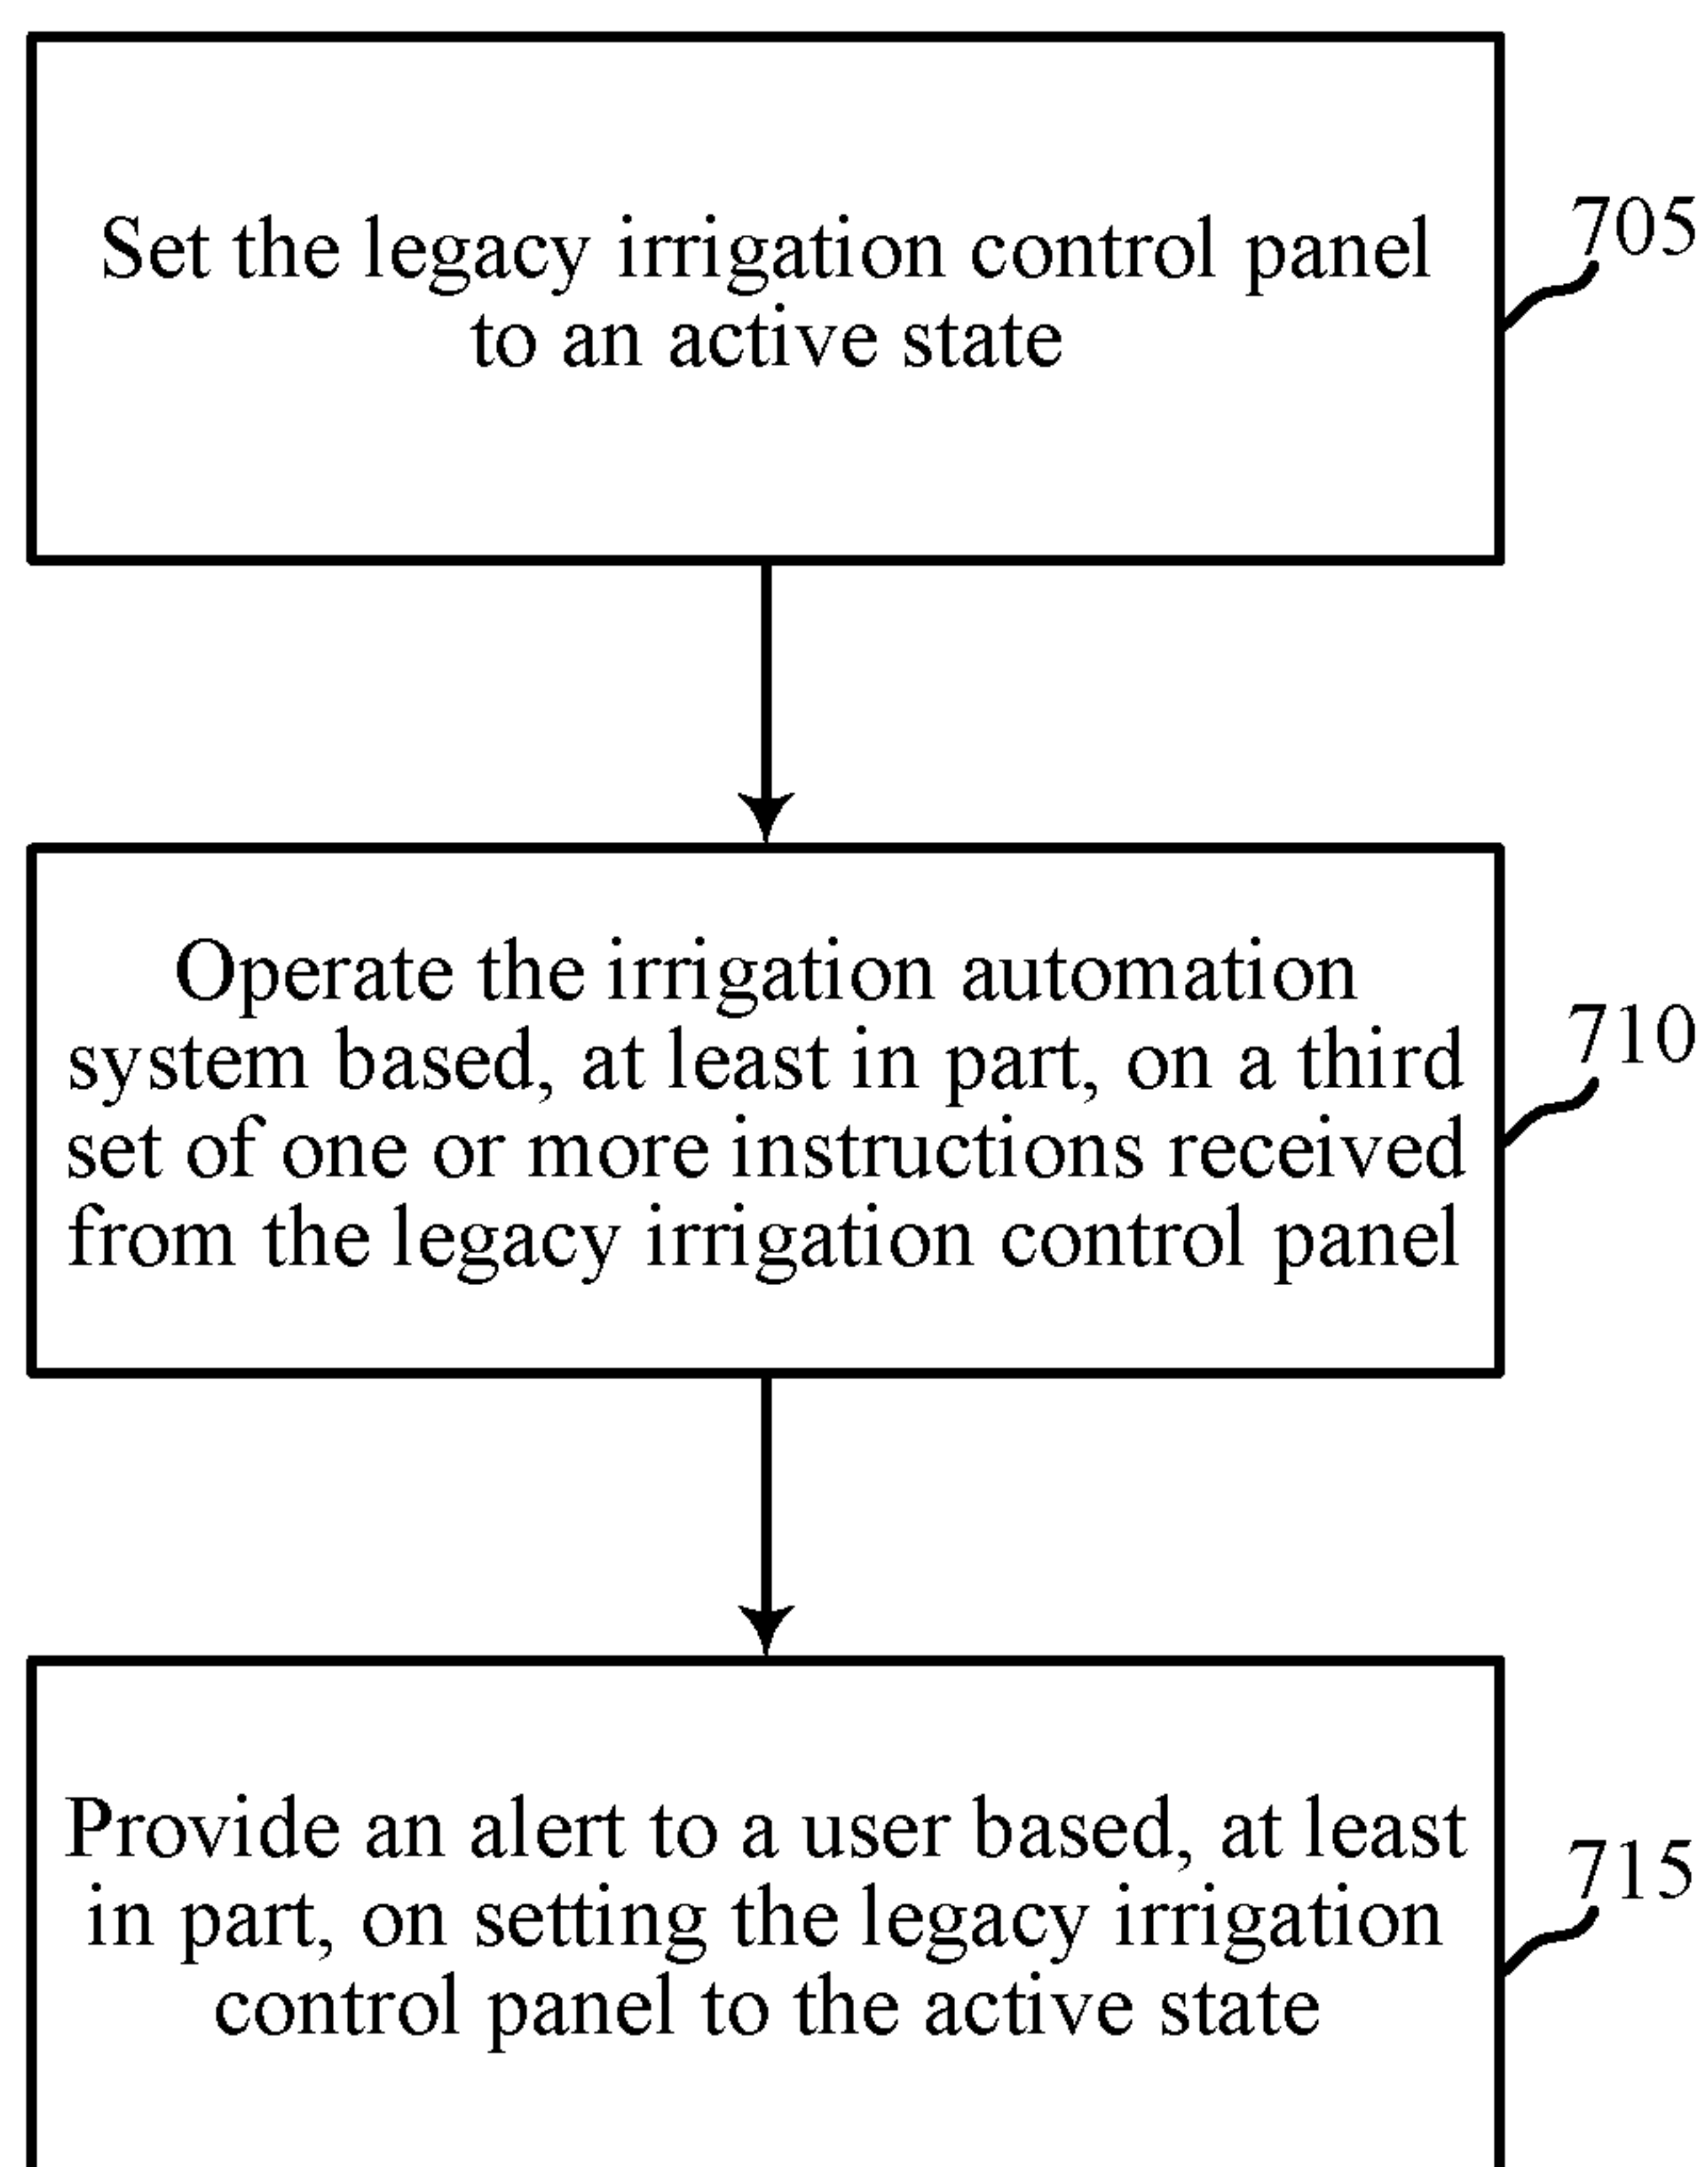 Set the legacy irrigation control panel
to an active state
705
Operate the irrigation automation
system based, at least in part, on a third
set of one or more instructions received
from the legacy irrigation control panel
710
Provide an alert to a user based, at least
in part, on setting the legacy irrigation
control panel to the active state
715